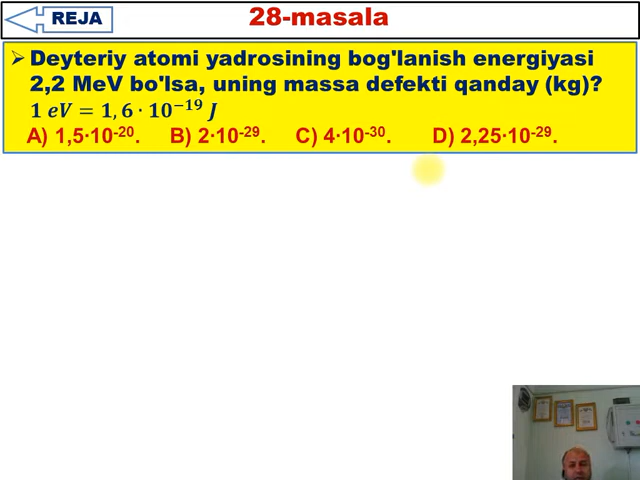 REJA
28-masala
➢ Deyteriy atomi yadrosining bog'lanish energiyasi
2,2 MeV bo'lsa, uning massa defekti qanday (kg)?
1 eV = 1,6 · 10⁻¹⁹ J
A) 1,5·10⁻²⁰. B) 2·10⁻²⁹. C) 4·10⁻³⁰. D) 2,25·10⁻²⁹.